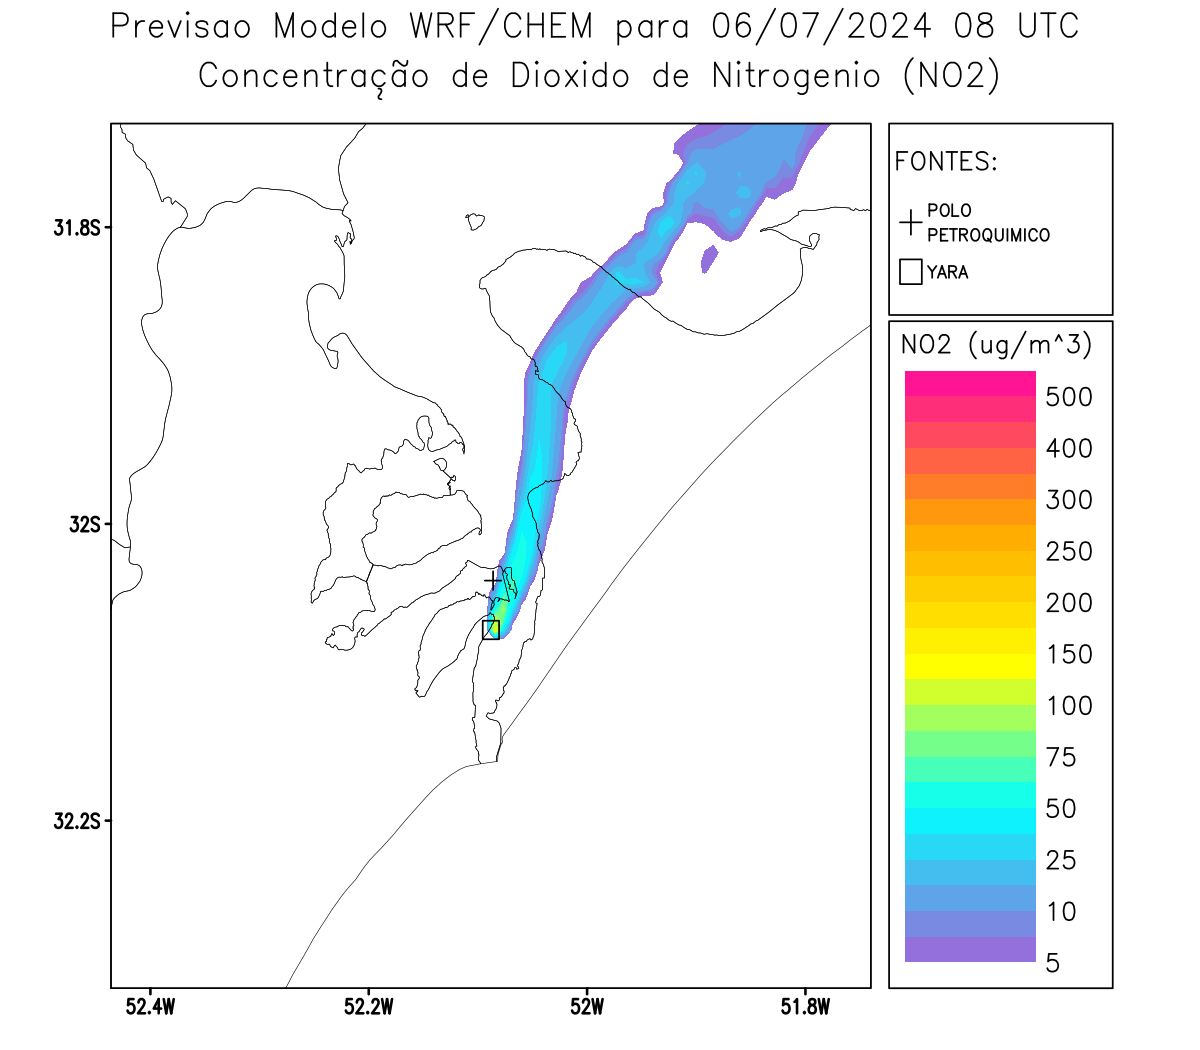 Previsao Modelo WRF/CHEM para 06/07/2024 08 UTC
Concentração de Dioxido de Nitrogenio (NO2)
FONTES:
POLO
PETROQUIMICO
YARA
NO2 (ug/m^3)
500
400
300
250
200
150
100
75
50
25
10
5
31.8S
32S
32.2S
52.4W
52.2W
52W
51.8W